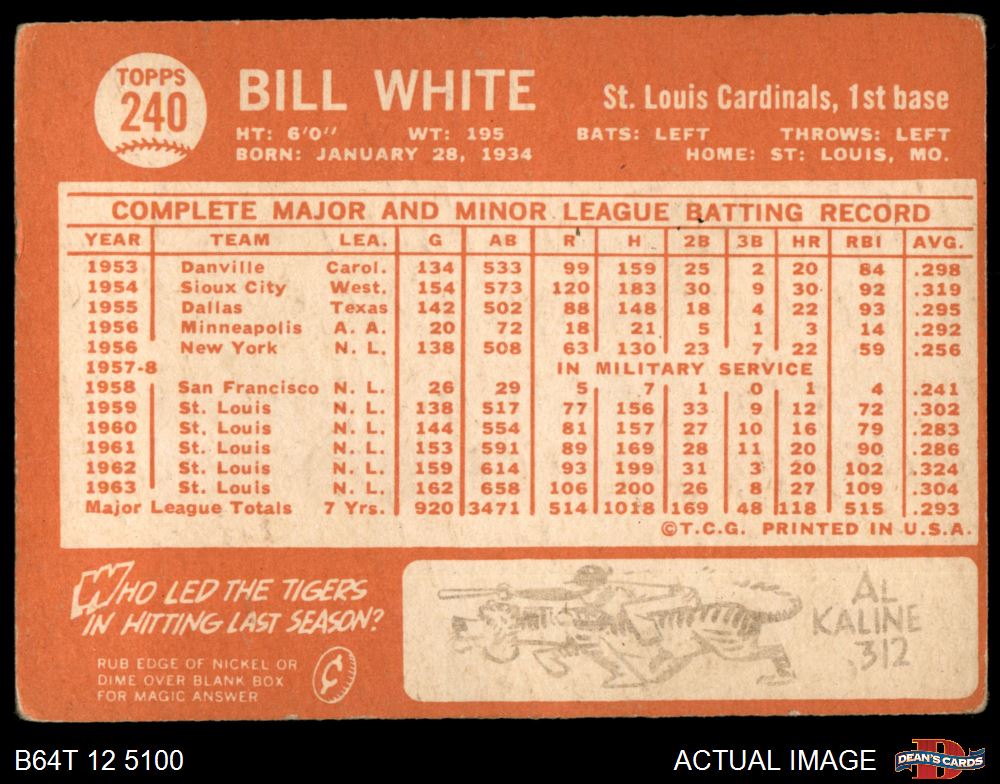 TOPPS
240
BILL WHITE
St. Louis Cardinals, 1st base
HT: 6'0" WT: 195 BATS: LEFT THROWS: LEFT
BORN: JANUARY 28, 1934 HOME: ST: LOUIS, MO.
COMPLETE MAJOR AND MINOR LEAGUE BATTING RECORD
YEAR TEAM LEA. G AB R H 2B 3B HR RBI AVG.
1953 Danville Carol. 134 533 99 159 25 2 20 84 .298
1954 Sioux City West. 154 573 120 183 30 9 30 92 .319
1955 Dallas Texas 142 502 88 148 18 4 22 93 .295
1956 Minneapolis A. A. 20 72 18 21 5 1 3 14 .292
1956 New York N. L. 138 508 63 130 23 7 22 59 .256
1957-8 IN MILITARY SERVICE
1958 San Francisco N. L. 26 29 5 7 1 0 1 4 .241
1959 St. Louis N. L. 138 517 77 156 33 9 12 72 .302
1960 St. Louis N. L. 144 554 81 157 27 10 16 79 .283
1961 St. Louis N. L. 153 591 89 169 28 11 20 90 .286
1962 St. Louis N. L. 159 614 93 199 31 3 20 102 .324
1963 St. Louis N. L. 162 658 106 200 26 8 27 109 .304
Major League Totals 7 Yrs. 920 3471 514 1018 169 48 118 515 .293
©T.C.G. PRINTED IN U.S.A.
WHO LED THE TIGERS
IN HITTING LAST SEASON?
RUB EDGE OF NICKEL OR
DIME OVER BLANK BOX
FOR MAGIC ANSWER
¢
AL
KALINE
.312
B64T 12 5100
ACTUAL IMAGE
D
DEAN'S CARDS